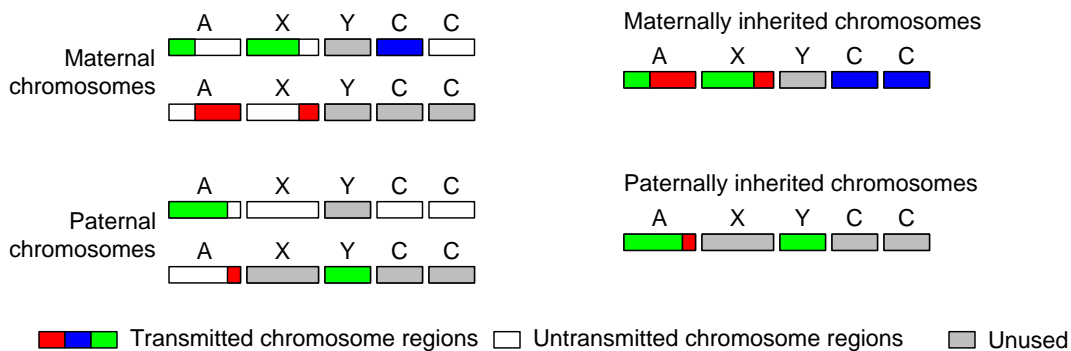 A X Y C C
Maternal
chromosomes
A X Y C C
Maternally inherited chromosomes
A X Y C C
A X Y C C
Paternal
chromosomes
A X Y C C
Paternally inherited chromosomes
A X Y C C
Transmitted chromosome regions
Untransmitted chromosome regions
Unused